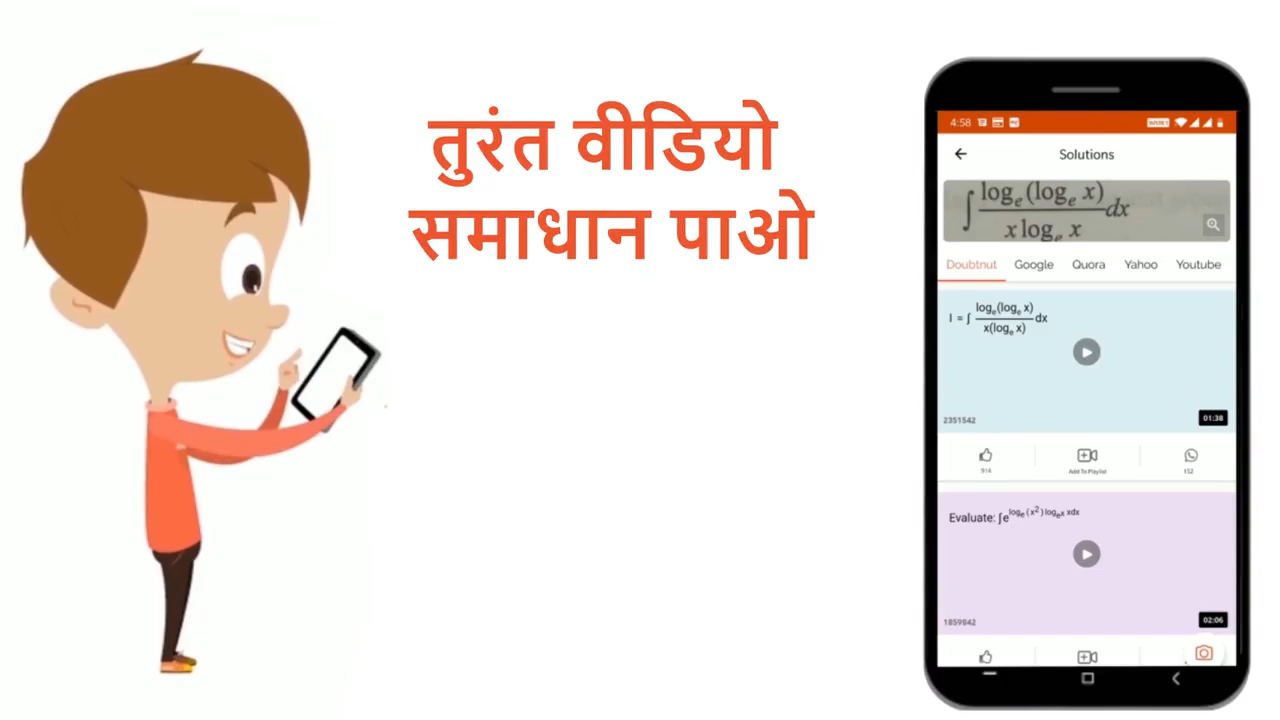 तुरंत वीडियो
समाधान पाओ
4:58
Solutions
∫ logₑ(logₑ x) / x logₑ x dx
Doubtnut Google Quora Yahoo Youtube
I = ∫ logₑ(logₑ x) / x(logₑ x) dx
2351542
01:38
914
Add To Playlist
152
Evaluate: ∫e^logₑ(x²)logₑx xdx
1859842
02:06